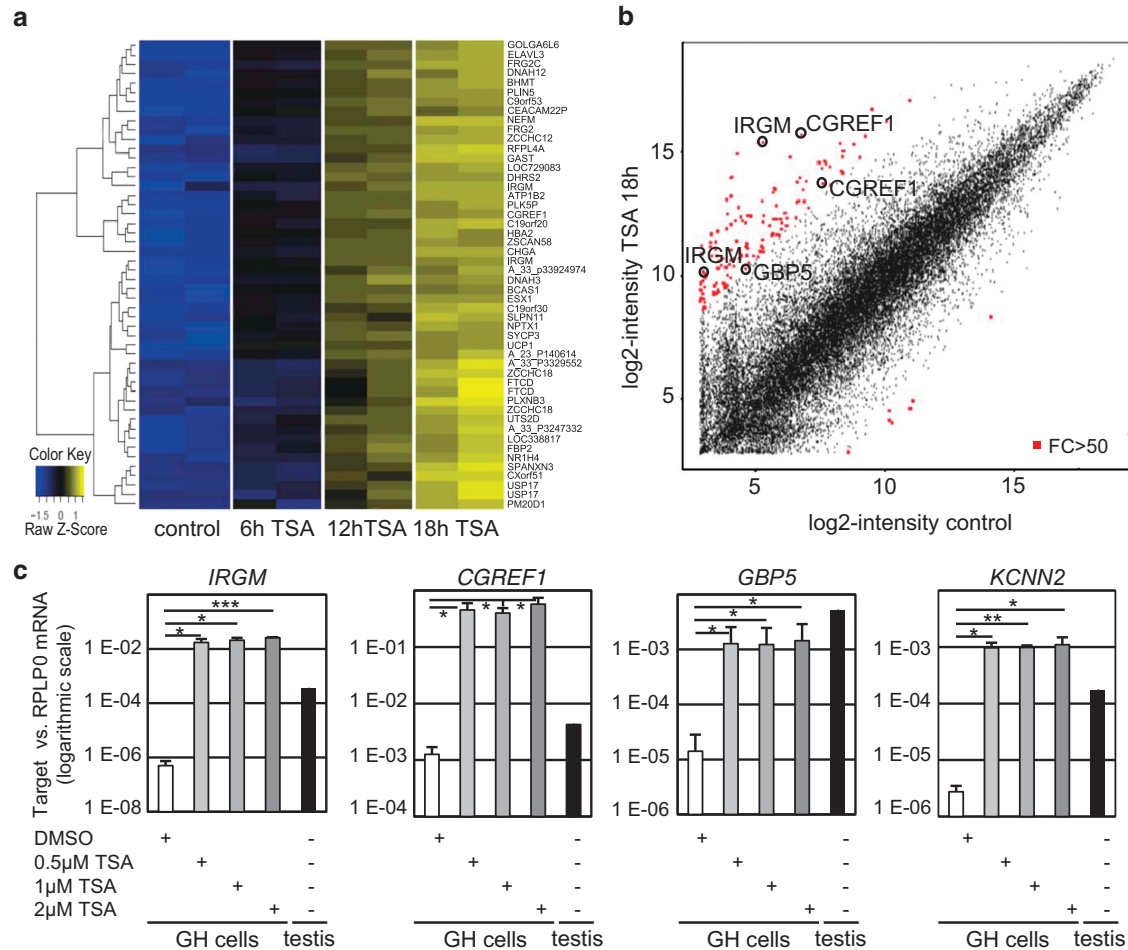 a
GOLGA6L6
ELAVL3
FRG2C
DNAH12
BHMT
PLIN5
C9orf53
CEACAM22P
NEFM
FRG2
ZCCHC12
RFPL4A
GAST
LOC729083
DHRS2
IRGM
ATP1B2
PLK5P
CGREF1
C19orf20
HBA2
ZSCAN58
CHGA
IRGM
A_33_p33924974
DNAH3
BCAS1
ESX1
C19orf30
SLPN11
NPTX1
SYCP3
UCP1
A_23_P140614
A_33_P3329552
ZCCHC18
FTCD
FTCD
PLXNB3
ZCCHC18
UTS2D
A_33_P3247332
LOC338817
FBP2
NR1H4
SPANXN3
CXorf51
USP17
USP17
PM20D1
Color Key
−1.5 0 1
Raw Z-Score
control 6h TSA 12hTSA 18h TSA
b
log2-intensity TSA 18h
15
10
5
IRGM CGREF1
CGREF1
IRGM
GBP5
FC>50
5 10 15
log2-intensity control
c
Target vs. RPLP0 mRNA
(logarithmic scale)
IRGM
***
*
*
1 E-02
1 E-04
1 E-06
1 E-08
CGREF1
* * *
1 E-01
1 E-02
1 E-03
1 E-04
GBP5
*
*
*
1 E-03
1 E-04
1 E-05
1 E-06
KCNN2
*
**
*
1 E-03
1 E-04
1 E-05
1 E-06
DMSO + - + - + - + -
0.5µM TSA + - + - + - + -
1µM TSA + - + - + - + -
2µM TSA + - + - + - + -
GH cells testis GH cells testis GH cells testis GH cells testis